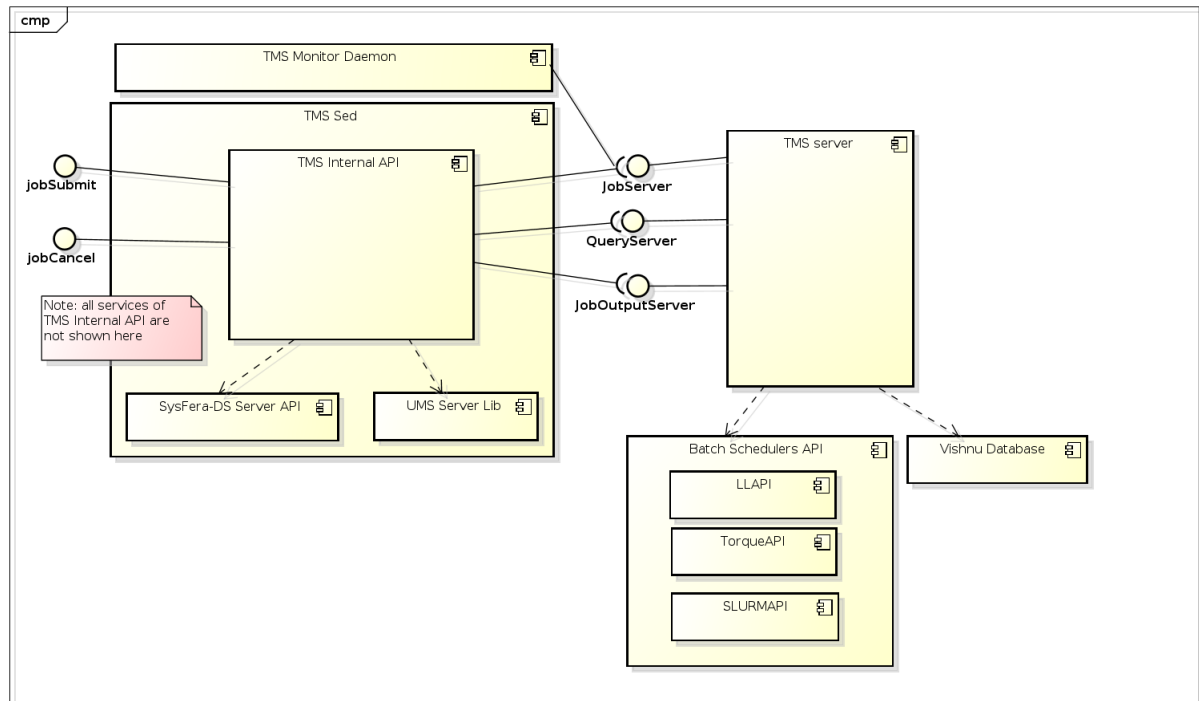 cmp
TMS Monitor Daemon
TMS Sed
TMS Internal API
TMS server
jobSubmit
JobServer
jobCancel
QueryServer
JobOutputServer
Note: all services of
TMS Internal API are
not shown here
SysFera-DS Server API
UMS Server Lib
Batch Schedulers API
Vishnu Database
LLAPI
TorqueAPI
SLURMAPI